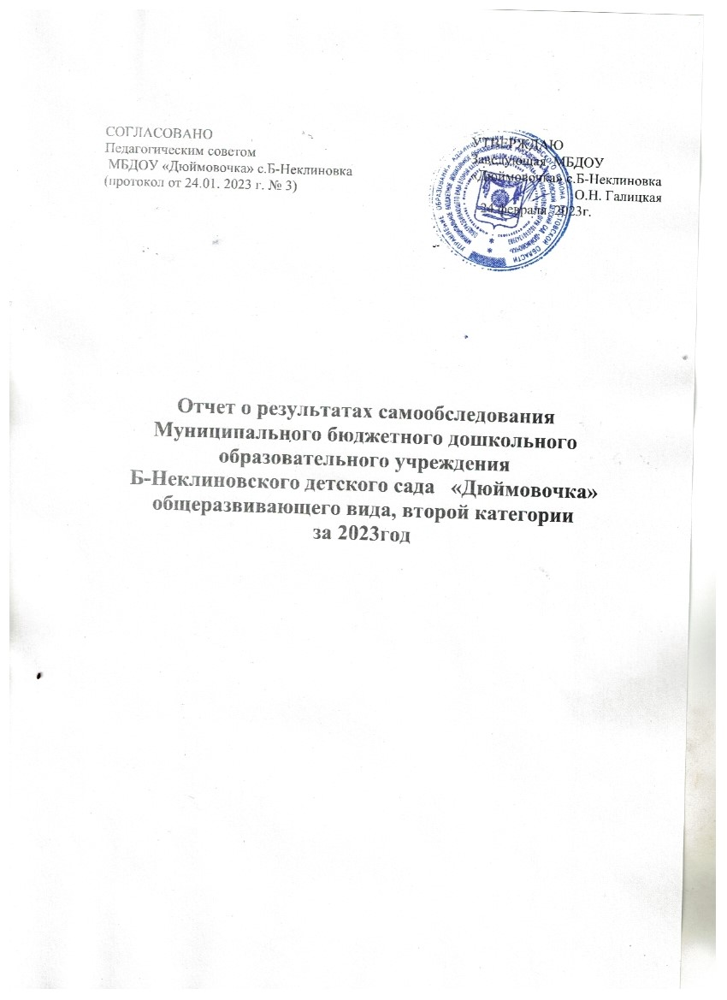 СОГЛАСОВАНО
Педагогическим советом
МБДОУ «Дюймовочка» с.Б-Неклиновка
(протокол от 24.01. 2023 г. № 3)
УТВЕРЖДАЮ
Заведующая МБДОУ
«Дюймовочка» с.Б-Неклиновка
О.Н. Галицкая
24 февраля 2023г.
Отчет о результатах самообследования
Муниципального бюджетного дошкольного
образовательного учреждения
Б-Неклиновского детского сада «Дюймовочка»
общеразвивающего вида, второй категории
за 2023год